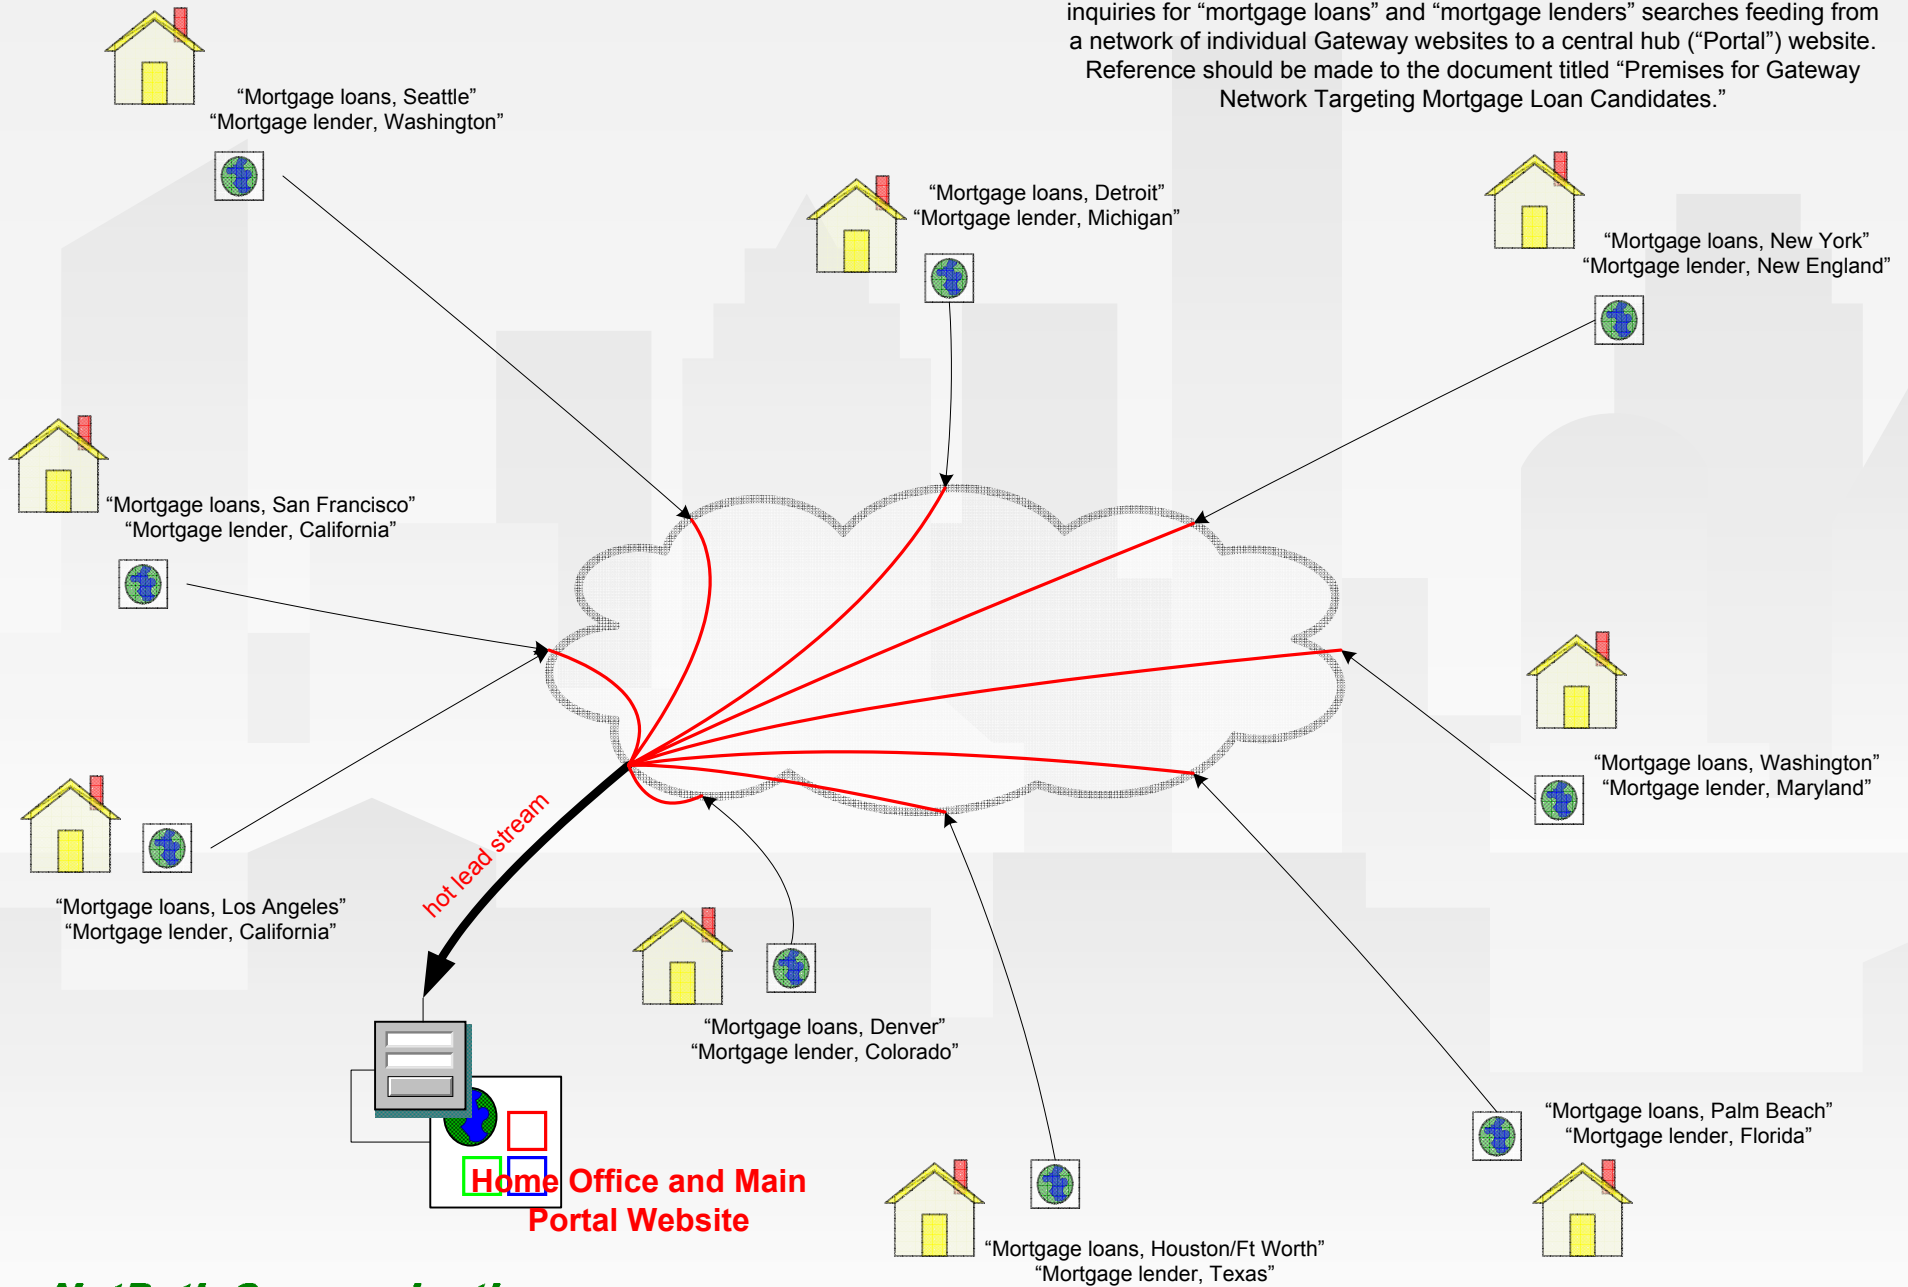 inquiries for “mortgage loans” and “mortgage lenders” searches feeding from
a network of individual Gateway websites to a central hub (“Portal”) website.
Reference should be made to the document titled “Premises for Gateway
Network Targeting Mortgage Loan Candidates.”
“Mortgage loans, Seattle”
“Mortgage lender, Washington”
“Mortgage loans, Detroit”
“Mortgage lender, Michigan”
“Mortgage loans, New York”
“Mortgage lender, New England”
“Mortgage loans, San Francisco”
“Mortgage lender, California”
“Mortgage loans, Washington”
“Mortgage lender, Maryland”
hot lead stream
“Mortgage loans, Los Angeles”
“Mortgage lender, California”
“Mortgage loans, Denver”
“Mortgage lender, Colorado”
“Mortgage loans, Palm Beach”
“Mortgage lender, Florida”
Home Office and Main
Portal Website
“Mortgage loans, Houston/Ft Worth”
“Mortgage lender, Texas”